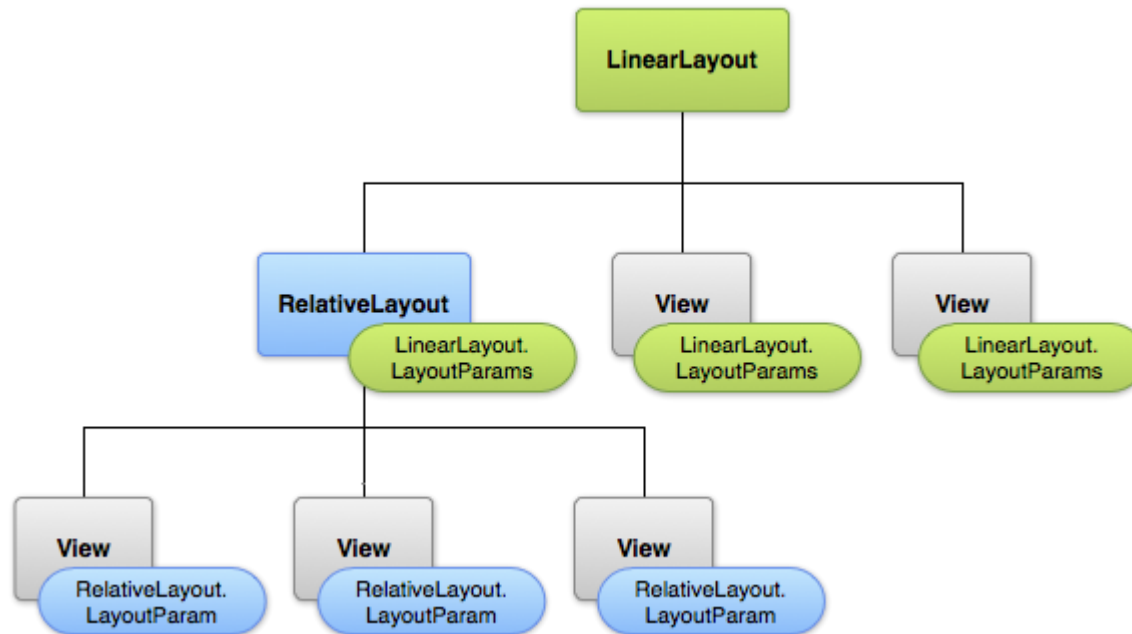 LinearLayout
RelativeLayout
LinearLayout.
LayoutParams
View
LinearLayout.
LayoutParams
View
LinearLayout.
LayoutParams
View
RelativeLayout.
LayoutParam
View
RelativeLayout.
LayoutParam
View
RelativeLayout.
LayoutParam